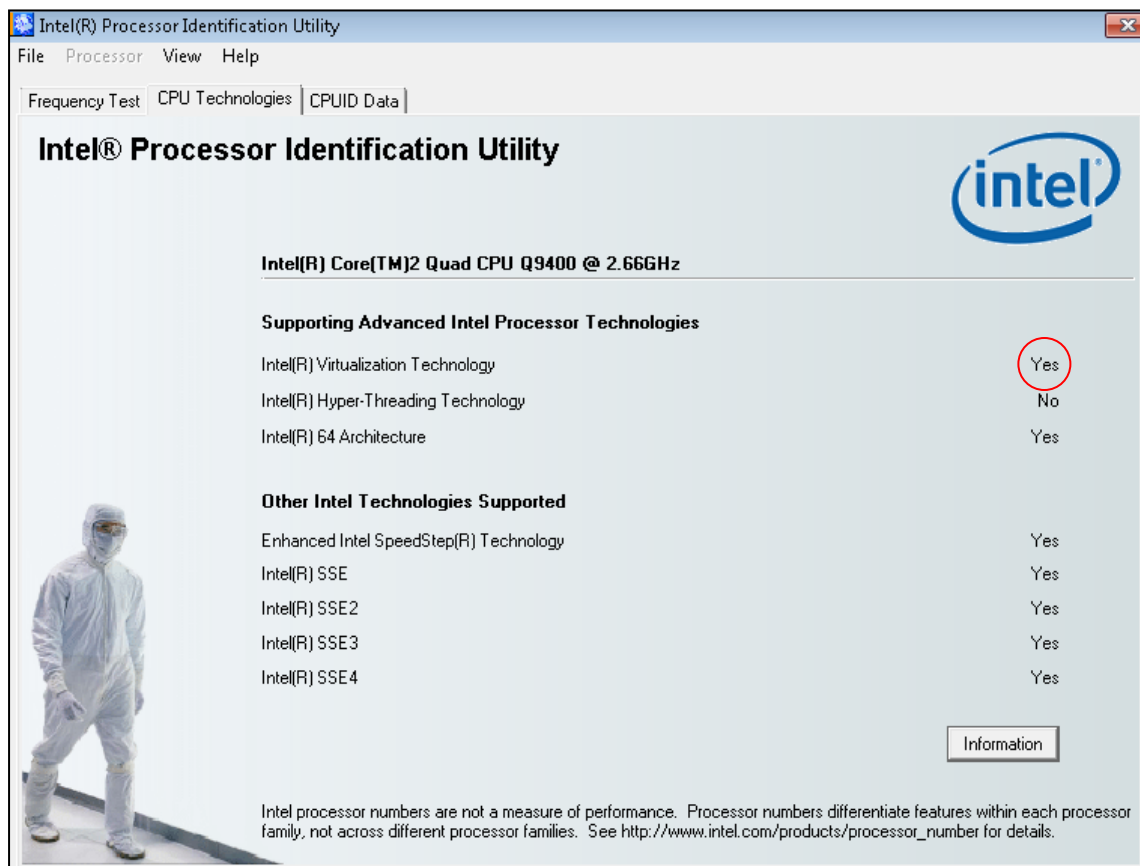 Intel(R) Processor Identification Utility
File Processor View Help
Frequency Test CPU Technologies CPUID Data
Intel® Processor Identification Utility
intel®
Intel(R) Core(TM)2 Quad CPU Q9400 @ 2.66GHz
Supporting Advanced Intel Processor Technologies
Intel(R) Virtualization Technology Yes
Intel(R) Hyper-Threading Technology No
Intel(R) 64 Architecture Yes
Other Intel Technologies Supported
Enhanced Intel SpeedStep(R) Technology Yes
Intel(R) SSE Yes
Intel(R) SSE2 Yes
Intel(R) SSE3 Yes
Intel(R) SSE4 Yes
Information
Intel processor numbers are not a measure of performance. Processor numbers differentiate features within each processor
family, not across different processor families. See http://www.intel.com/products/processor_number for details.